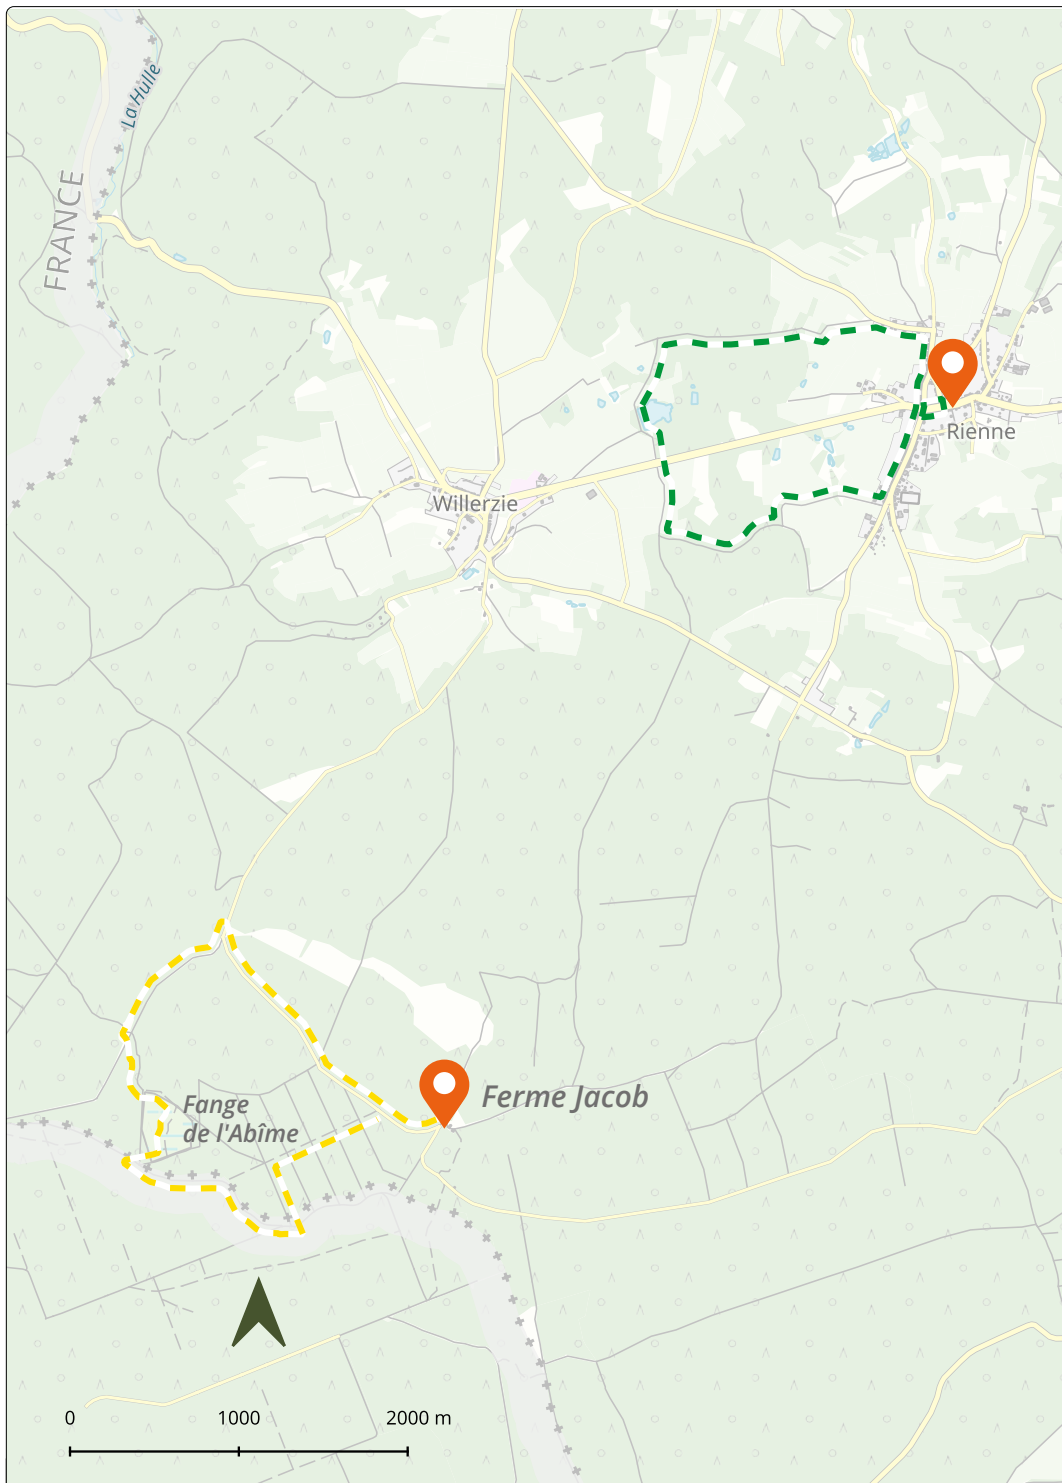 La Hulle
FRANCE
Rienne
Willerzie
Ferme Jacob
Fange
de l'Abîme
0 1000 2000 m